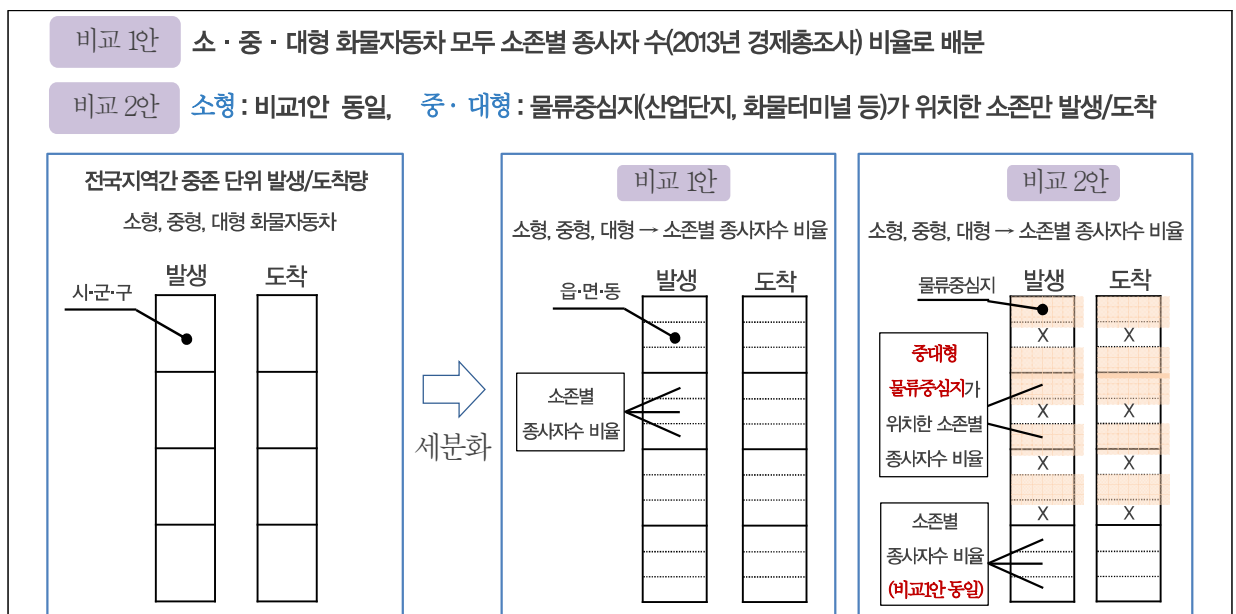 비교 1안 소 · 중 · 대형 화물자동차 모두 소존별 종사자 수(2013년 경제총조사) 비율로 배분
비교 2안 소형 : 비교1안 동일, 중 · 대형 : 물류중심지(산업단지, 화물터미널 등)가 위치한 소존만 발생/도착
전국지역간 중존 단위 발생/도착량
소형, 중형, 대형 화물자동차
발생 도착
시·군·구
세분화
비교 1안
소형, 중형, 대형 → 소존별 종사자수 비율
발생 도착
읍·면·동
소존별
종사자수 비율
비교 2안
소형, 중형, 대형 → 소존별 종사자수 비율
발생 도착
물류중심지
X X
중대형
물류중심지가
위치한 소존별
종사자수 비율
X X
X X
X X
소존별
종사자수 비율
(비교1안 동일)